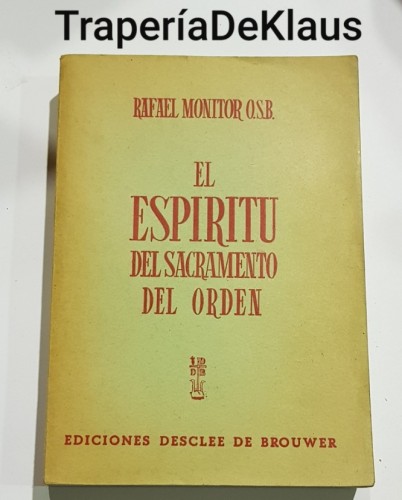 TraperíaDeKlaus
RAFAEL MONITOR O.S.B.
EL
ESPIRITU
DEL SACRAMENTO
DEL ORDEN
EDICIONES DESCLEE DE BROUWER